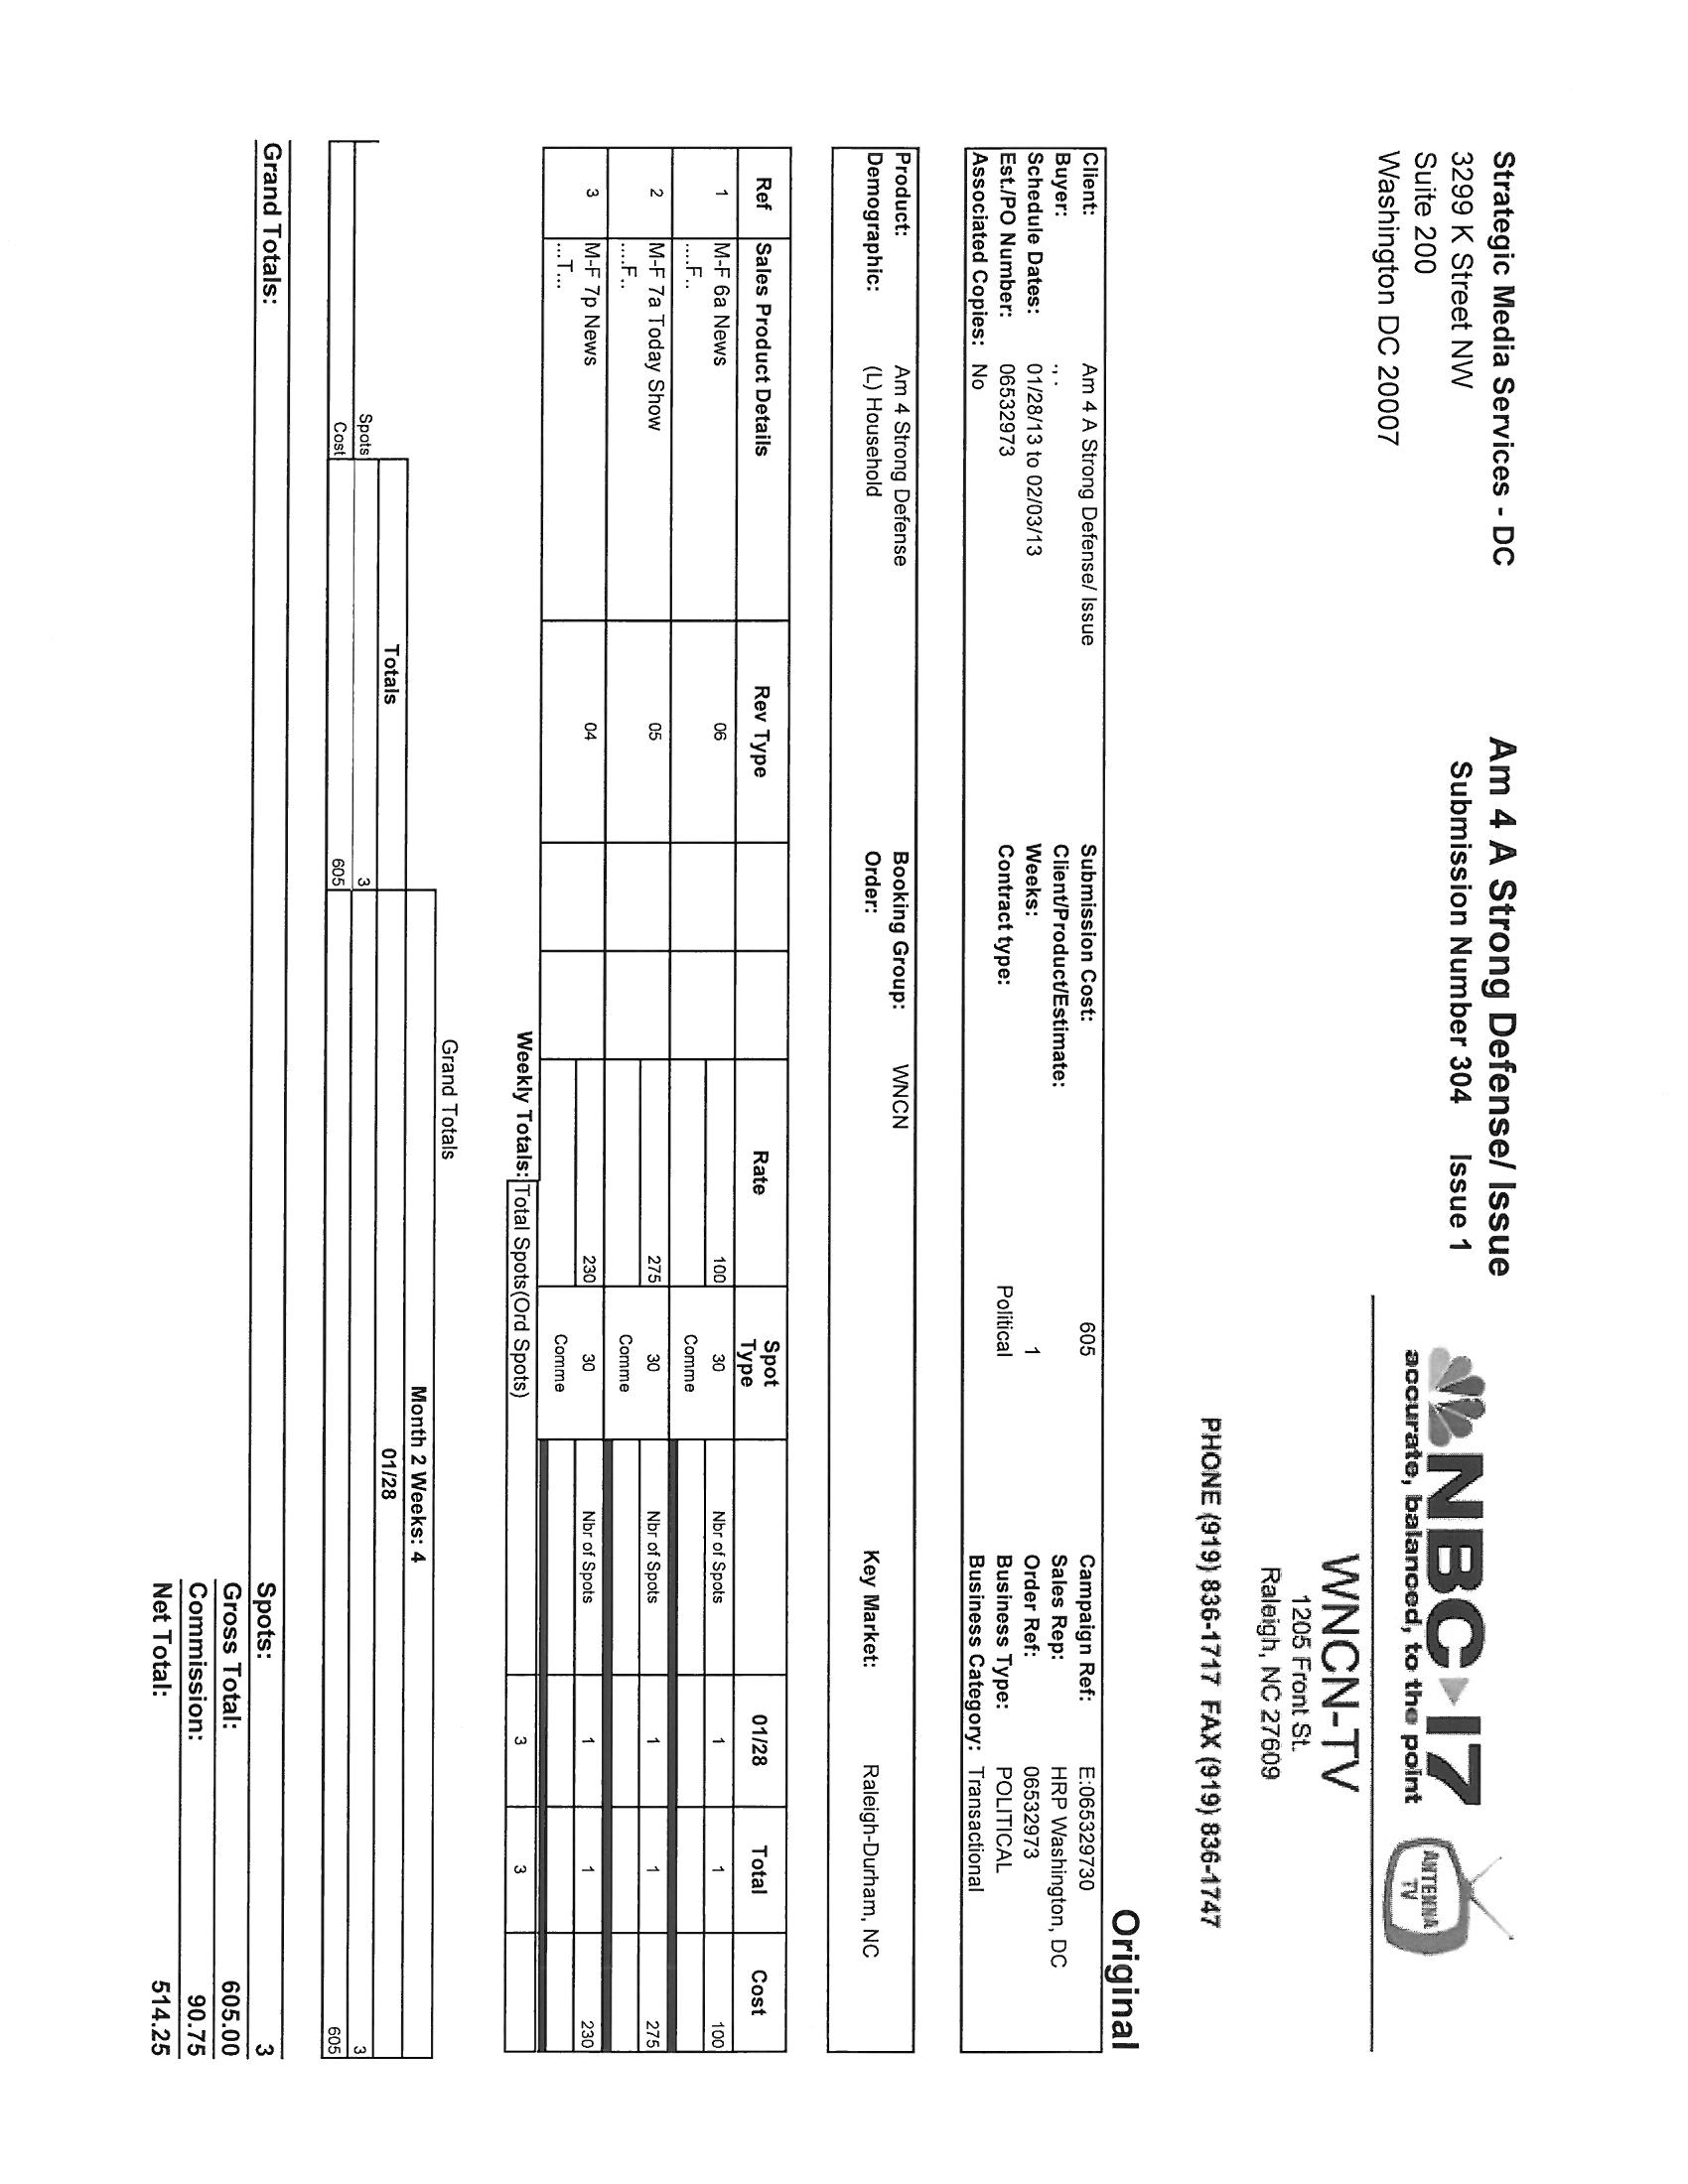 Strategic Media Services - DC
3299 K Street NW
Suite 200
Washington DC 20007
Am 4 A Strong Defense/ Issue
Submission Number 304 Issue 1
NBC 17
accurate, balanced, to the point
ANTENNA
TV
WNCN-TV
1205 Front St.
Raleigh, NC 27609
PHONE (919) 836-1717 FAX (919) 836-1747
Original
Client: Am 4 A Strong Defense/ Issue Submission Cost: 605 Campaign Ref: E:065329730
Buyer: , . Client/Product/Estimate: Sales Rep: HRP Washington, DC
Schedule Dates: 01/28/13 to 02/03/13 Weeks: 1 Order Ref: 06532973
Est./PO Number: 06532973 Contract type: Political Business Type: POLITICAL
Associated Copies: No Business Category: Transactional
Product: Am 4 Strong Defense Booking Group: WNCN
Demographic: (L) Household Order: Key Market: Raleigh-Durham, NC
Ref Sales Product Details Rev Type Rate Spot Type 01/28 Total Cost
1 M-F 6a News 06 100 30 Nbr of Spots 1 1 100
....F.. Comme
2 M-F 7a Today Show 05 275 30 Nbr of Spots 1 1 275
....F.. Comme
3 M-F 7p News 04 230 30 Nbr of Spots 1 1 230
...T... Comme
Weekly Totals: Total Spots(Ord Spots) 3 3
Grand Totals
Month 2 Weeks: 4
Totals 01/28
Spots 3 3
Cost 605 605
Grand Totals: Spots: 3
Gross Total: 605.00
Commission: 90.75
Net Total: 514.25